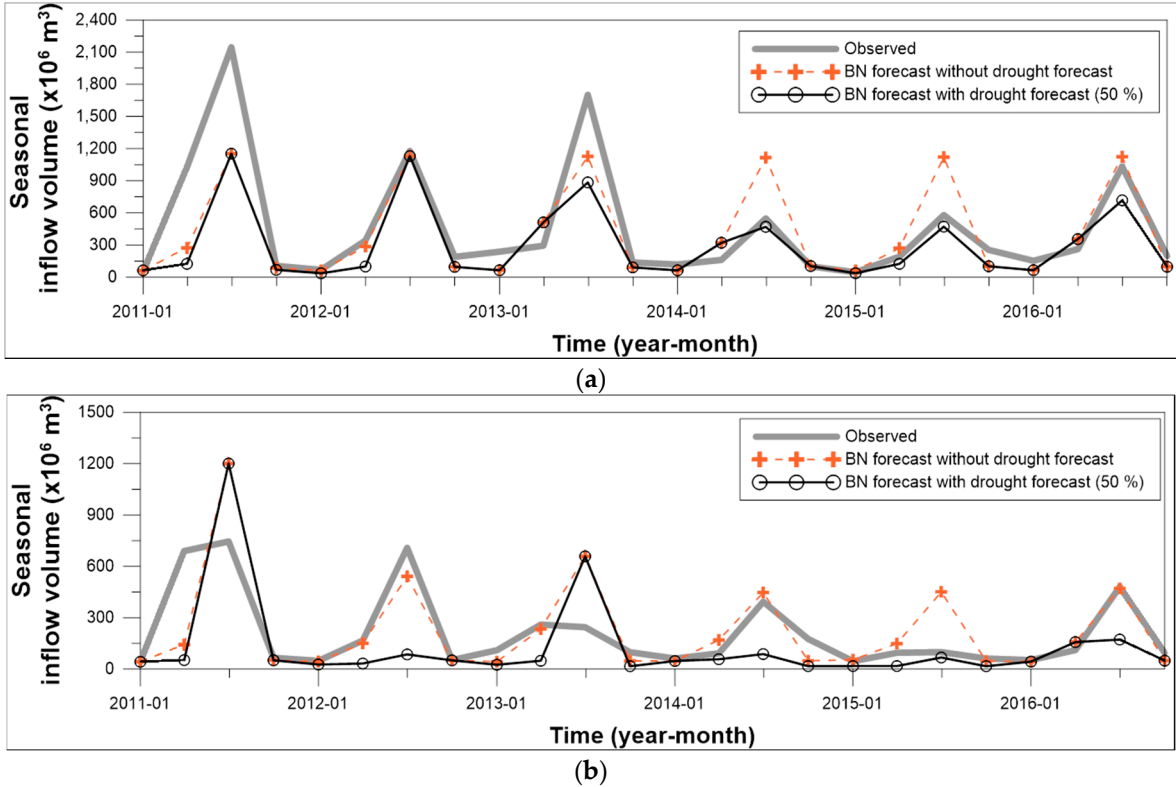 2,400
2,100
1,800
1,500
1,200
900
600
300
0
Seasonal
inflow volume (x10⁶ m³)
Observed
BN forecast without drought forecast
BN forecast with drought forecast (50 %)
2011-01 2012-01 2013-01 2014-01 2015-01 2016-01
Time (year-month)
(a)
1500
1200
900
600
300
0
Seasonal
inflow volume (x10⁶ m³)
Observed
BN forecast without drought forecast
BN forecast with drought forecast (50 %)
2011-01 2012-01 2013-01 2014-01 2015-01 2016-01
Time (year-month)
(b)